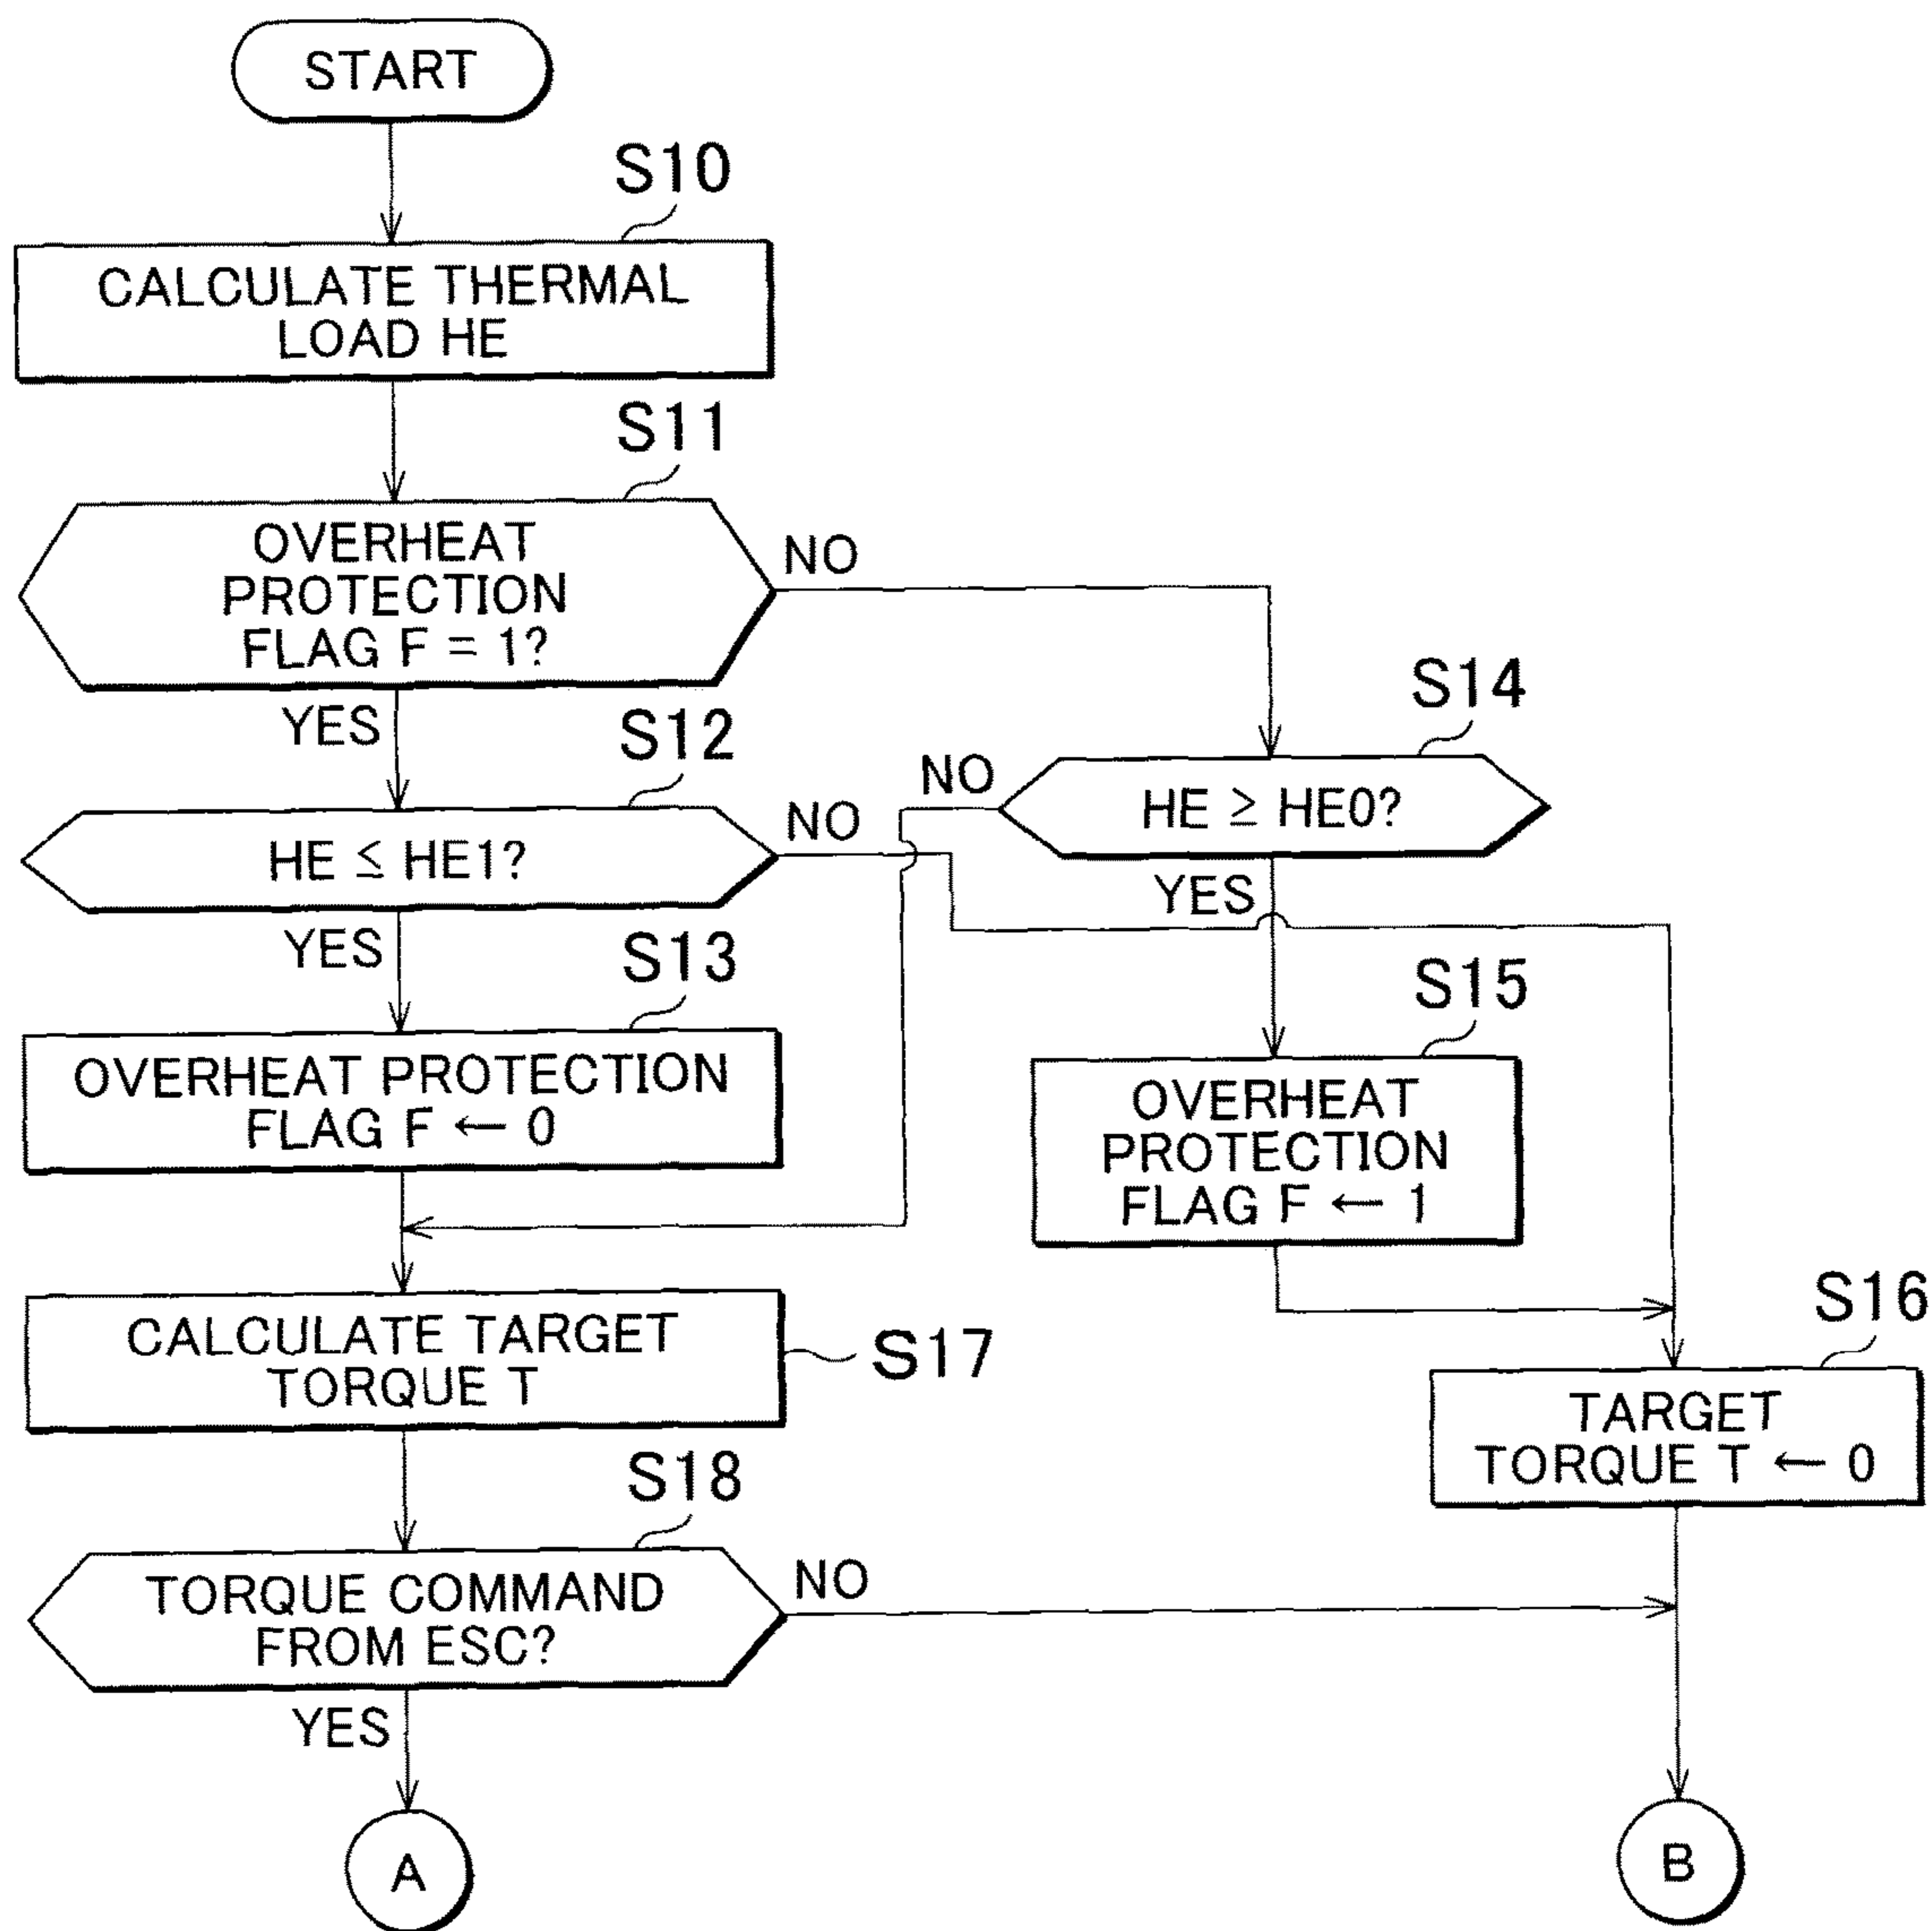 START
S10
CALCULATE THERMAL
LOAD HE
S11
OVERHEAT
PROTECTION
FLAG F = 1?
NO
YES
S12
HE ≤ HE1?
NO
YES
S14
HE ≥ HE0?
NO
YES
S13
OVERHEAT PROTECTION
FLAG F ← 0
S15
OVERHEAT
PROTECTION
FLAG F ← 1
S16
TARGET
TORQUE T ← 0
CALCULATE TARGET
TORQUE T
S17
S18
TORQUE COMMAND
FROM ESC?
NO
YES
A
B